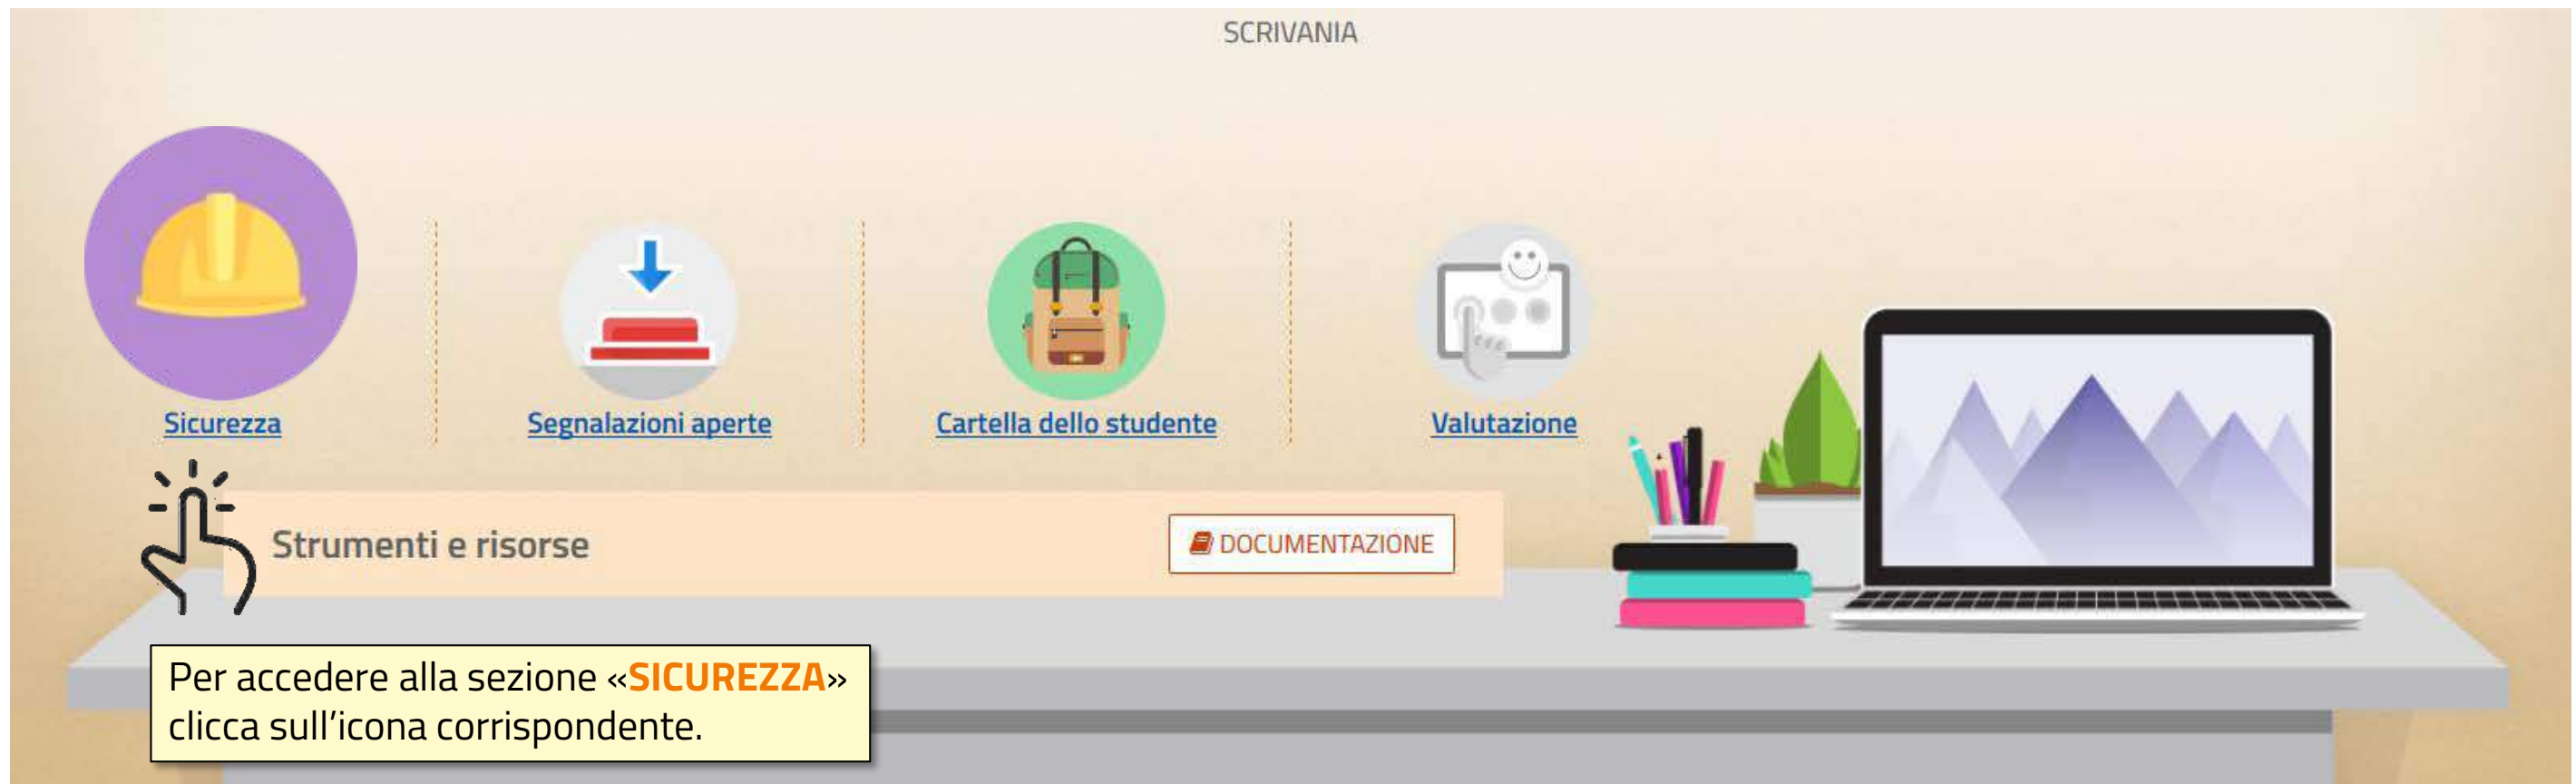 SCRIVANIA
Sicurezza
Segnalazioni aperte
Cartella dello studente
Valutazione
Strumenti e risorse
DOCUMENTAZIONE
Per accedere alla sezione «SICUREZZA»
clicca sull’icona corrispondente.